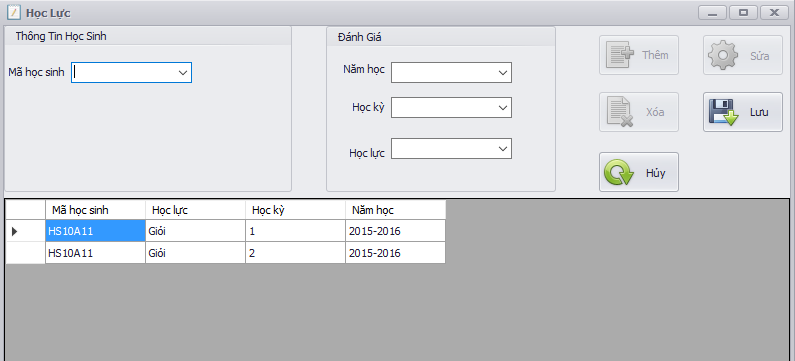 Học Lực
Thông Tin Học Sinh
Mã học sinh
Đánh Giá
Năm học
Học kỳ
Học lực
Thêm
Sửa
Xóa
Lưu
Hủy
Mã học sinh Học lực Học kỳ Năm học
HS10A11 Giỏi 1 2015-2016
HS10A11 Giỏi 2 2015-2016